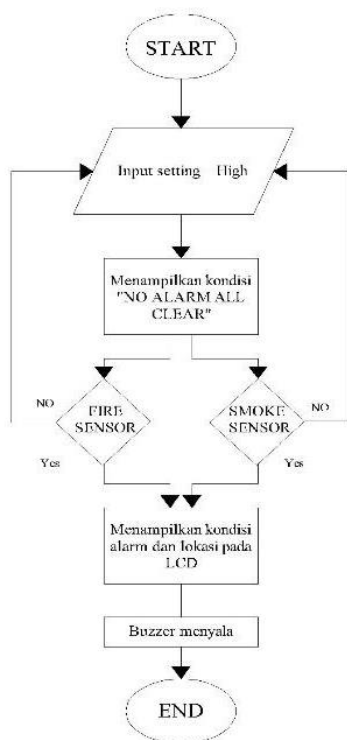 START
Input setting High
Menampilkan kondisi
"NO ALARM ALL
CLEAR"
NO
FIRE
SENSOR
SMOKE
SENSOR
NO
Yes
Yes
Menampilkan kondisi
alarm dan lokasi pada
LCD
Buzzer menyala
END